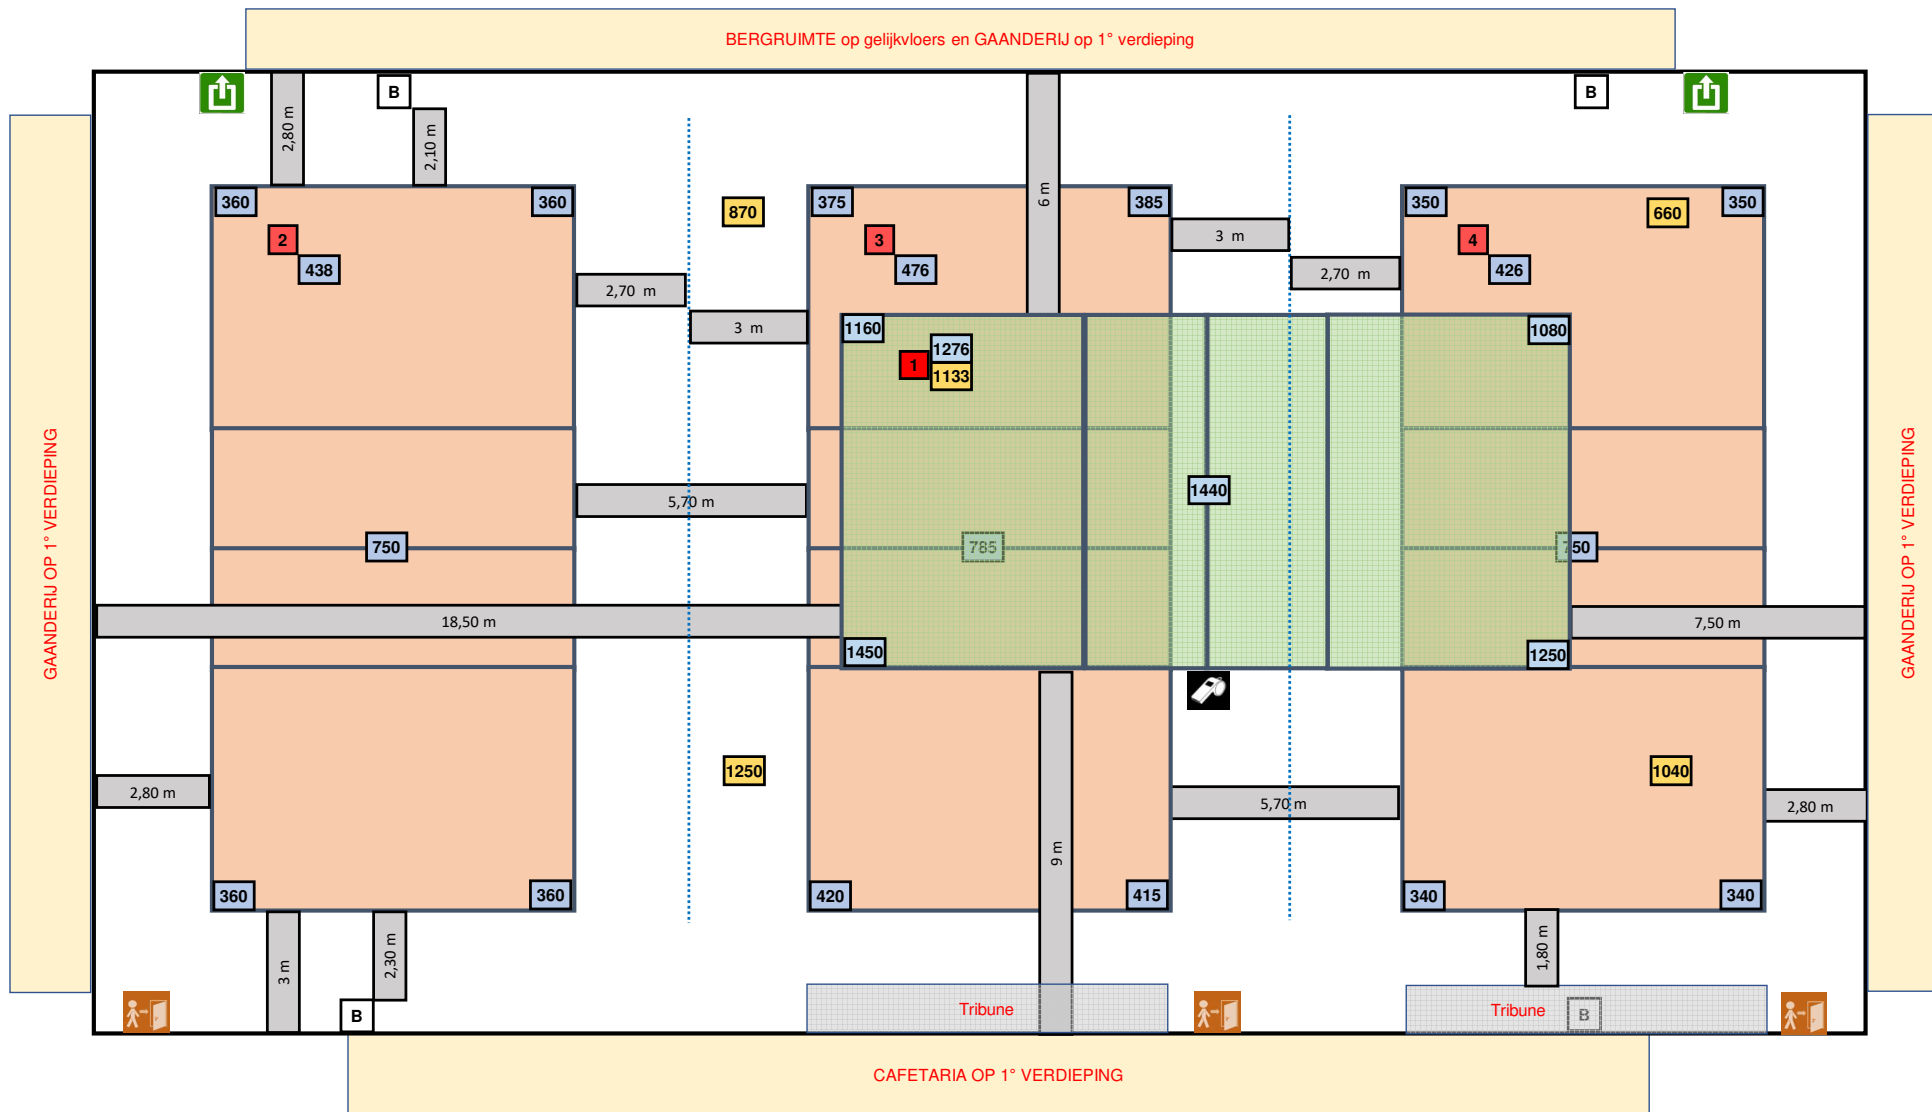 BERGRUIMTE op gelijkvloers en GAANDERIJ op 1° verdieping
B
B
2,80 m
2,10 m
6 m
360
360
870
375
385
350
660
350
2
438
3
476
3 m
4
426
2,70 m
2,70 m
3 m
1160
1276
1080
1
1133
GAANDERIJ OP 1° VERDIEPING
GAANDERIJ OP 1° VERDIEPING
5,70 m
1440
750
785
750
18,50 m
7,50 m
1450
1250
1250
1040
2,80 m
5,70 m
2,80 m
9 m
360
360
420
415
340
340
3 m
2,30 m
1,80 m
B
Tribune
Tribune
B
CAFETARIA OP 1° VERDIEPING